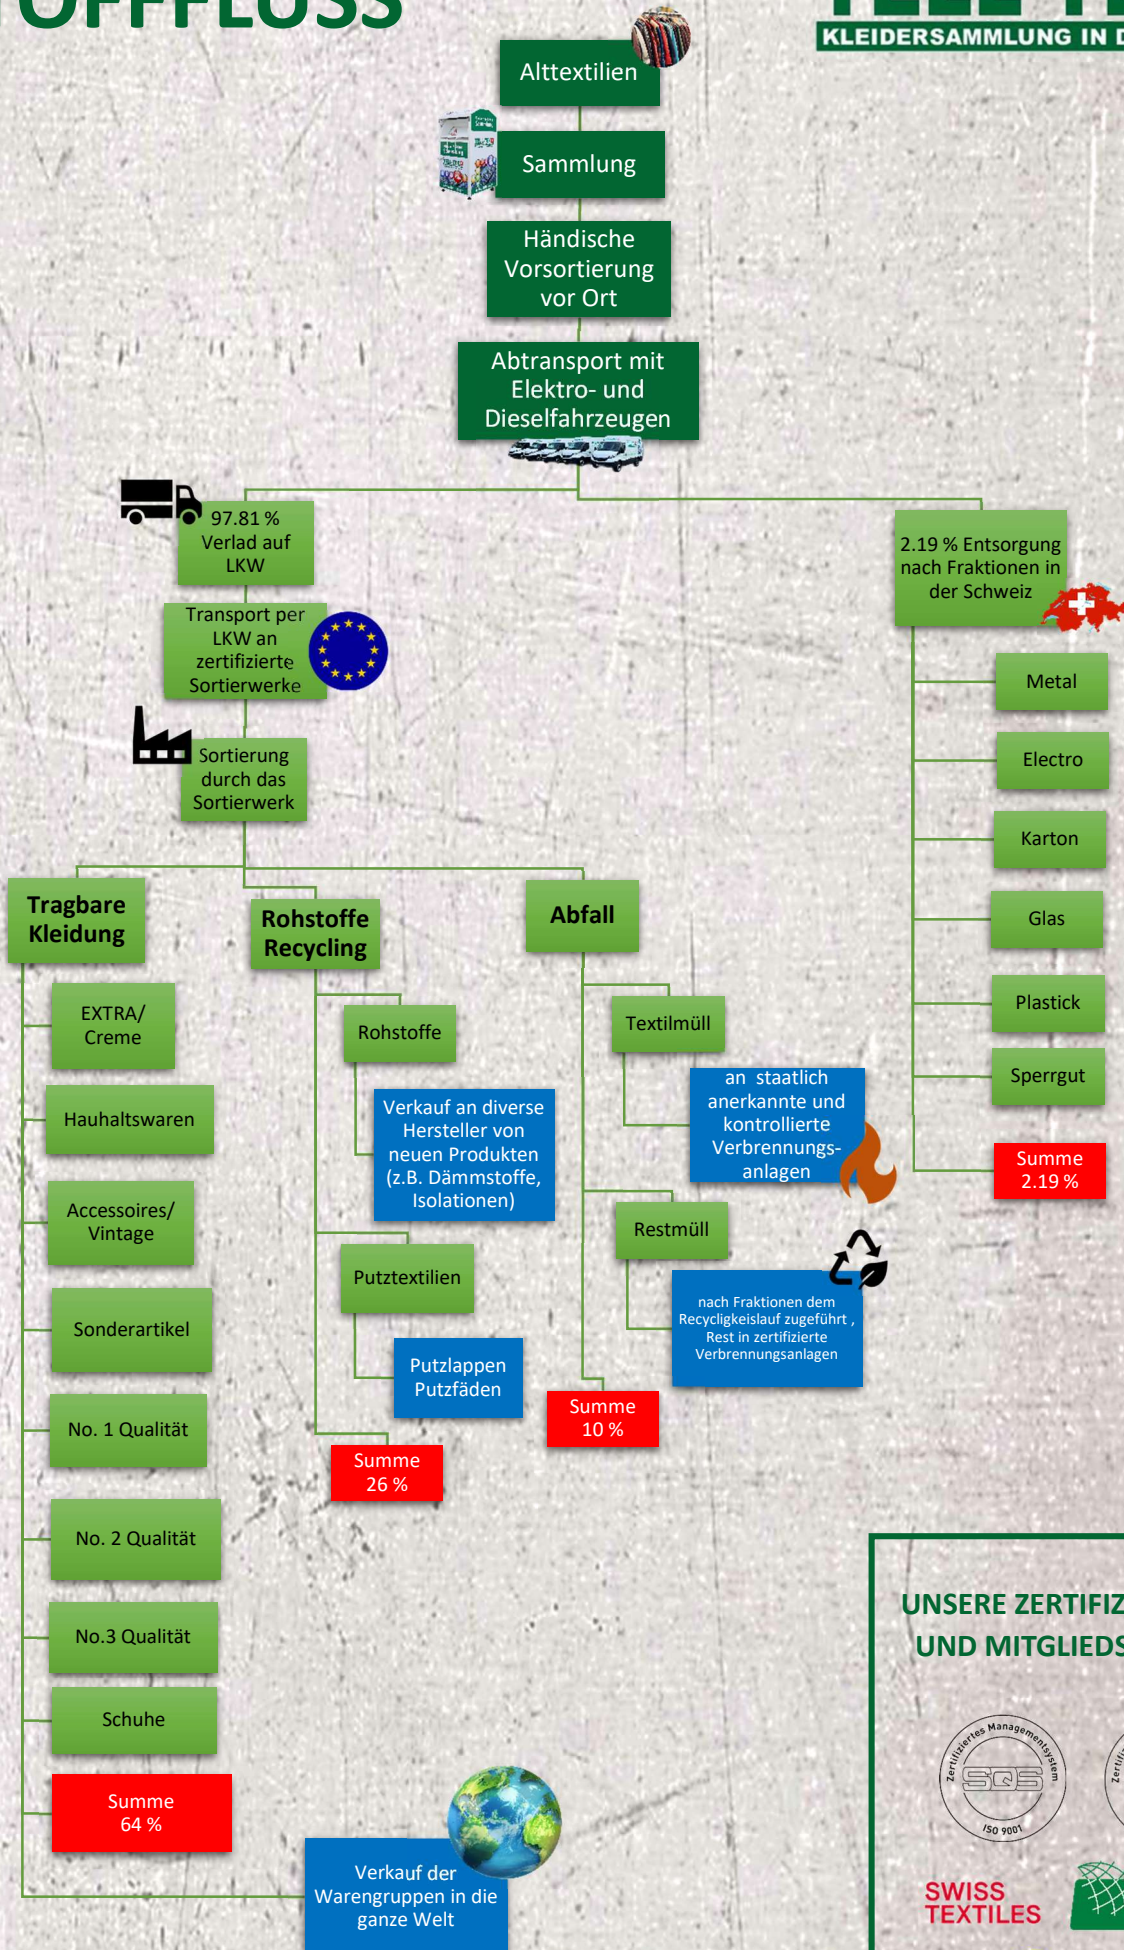 KLEIDERSAMMLUNG IN D
Alttextilien
Sammlung
Händische
Vorsortierung
vor Ort
Abtransport mit
Elektro- und
Dieselfahrzeugen
97.81 %
Verlad auf
LKW
2.19 % Entsorgung
nach Fraktionen in
der Schweiz
Transport per
LKW an
zertifizierte
Sortierwerke
Sortierung
durch das
Sortierwerk
Metal
Electro
Karton
Glas
Plastick
Sperrgut
Summe
2.19 %
Tragbare
Kleidung
EXTRA/
Creme
Hauhaltswaren
Accessoires/
Vintage
Sonderartikel
No. 1 Qualität
No. 2 Qualität
No.3 Qualität
Schuhe
Summe
64 %
Verkauf der
Warengruppen in die
ganze Welt
Rohstoffe
Recycling
Rohstoffe
Verkauf an diverse
Hersteller von
neuen Produkten
(z.B. Dämmstoffe,
Isolationen)
Putztextilien
Putzlappen
Putzfäden
Summe
26 %
Abfall
Textilmüll
an staatlich
anerkannte und
kontrollierte
Verbrennungs-
anlagen
Restmüll
nach Fraktionen dem
Recycligkeislauf zugeführt ,
Rest in zertifizierte
Verbrennungsanlagen
Summe
10 %
UNSERE ZERTIFIZ
UND MITGLIEDS
Zertifiziertes Managementsystem
SQS
ISO 9001
SWISS
TEXTILES